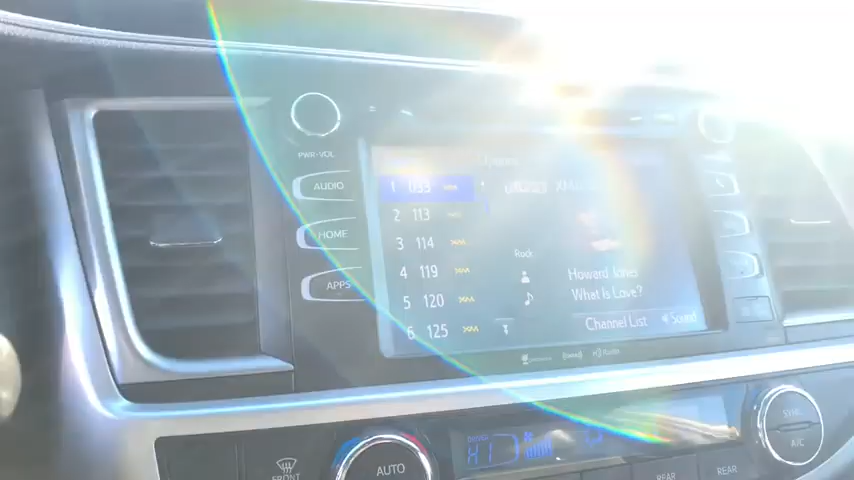 PWR•VOL
AUDIO
HOME
APPS
1 033
2 113
3 114
4 119
5 120
6 125
Rock
Howard Jones
What Is Love?
Channel List
Sound
AUTO
FRONT
HI
SYNC
A/C
REAR
REAR